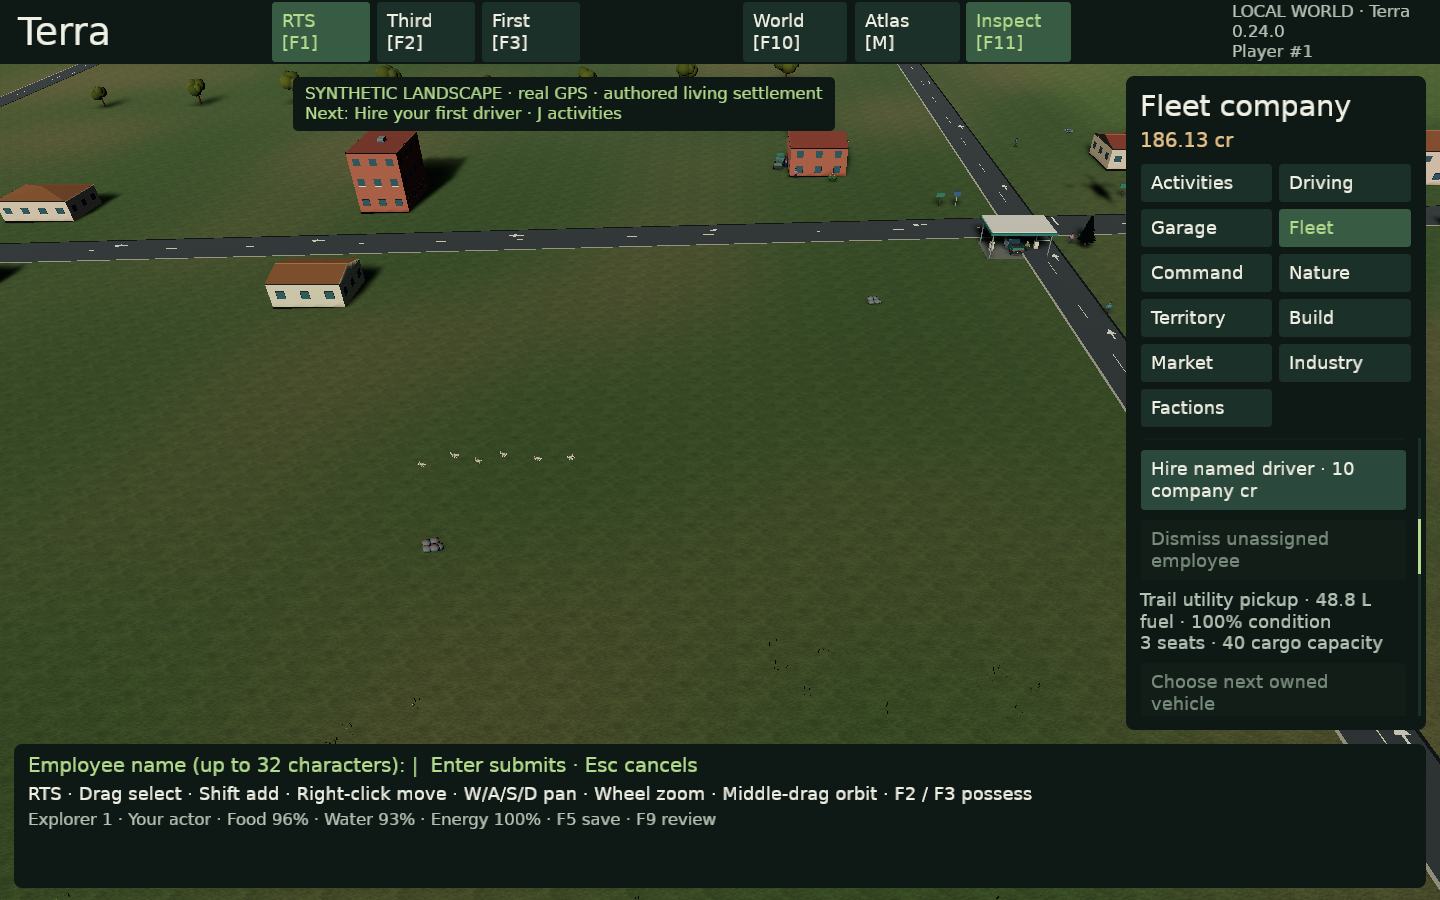 Terra
RTS
[F1]
Third
[F2]
First
[F3]
World
[F10]
Atlas
[M]
Inspect
[F11]
LOCAL WORLD · Terra
0.24.0
Player #1
SYNTHETIC LANDSCAPE · real GPS · authored living settlement
Next: Hire your first driver · J activities
Fleet company
186.13 cr
Activities
Driving
Garage
Fleet
Command
Nature
Territory
Build
Market
Industry
Factions
Hire named driver · 10
company cr
Dismiss unassigned
employee
Trail utility pickup · 48.8 L
fuel · 100% condition
3 seats · 40 cargo capacity
Choose next owned
vehicle
Employee name (up to 32 characters): | Enter submits · Esc cancels
RTS · Drag select · Shift add · Right-click move · W/A/S/D pan · Wheel zoom · Middle-drag orbit · F2 / F3 possess
Explorer 1 · Your actor · Food 96% · Water 93% · Energy 100% · F5 save · F9 review